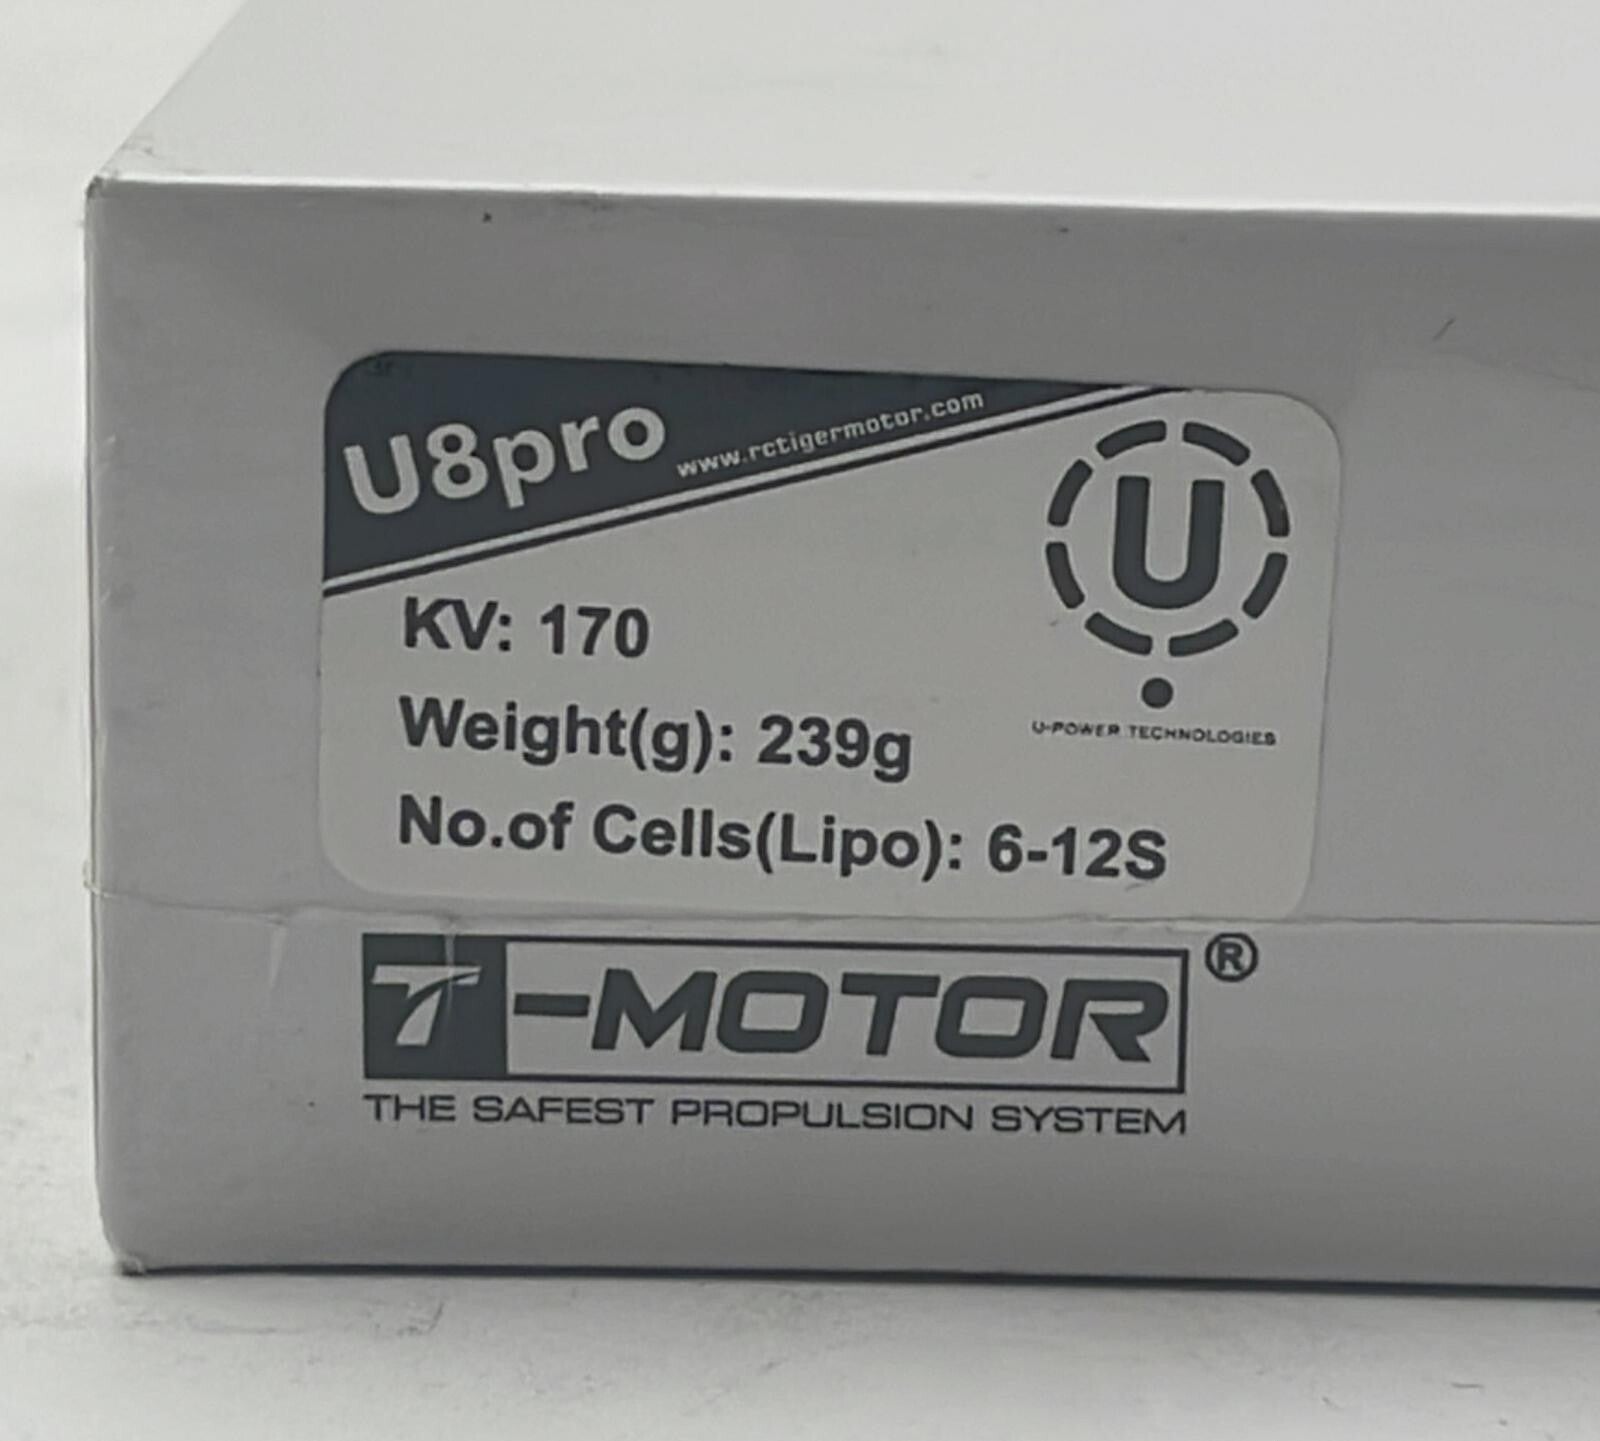 U8pro
www.rctigermotor.com
U
U-POWER TECHNOLOGIES
KV: 170
Weight(g): 239g
No.of Cells(Lipo): 6-12S
T-MOTOR®
THE SAFEST PROPULSION SYSTEM